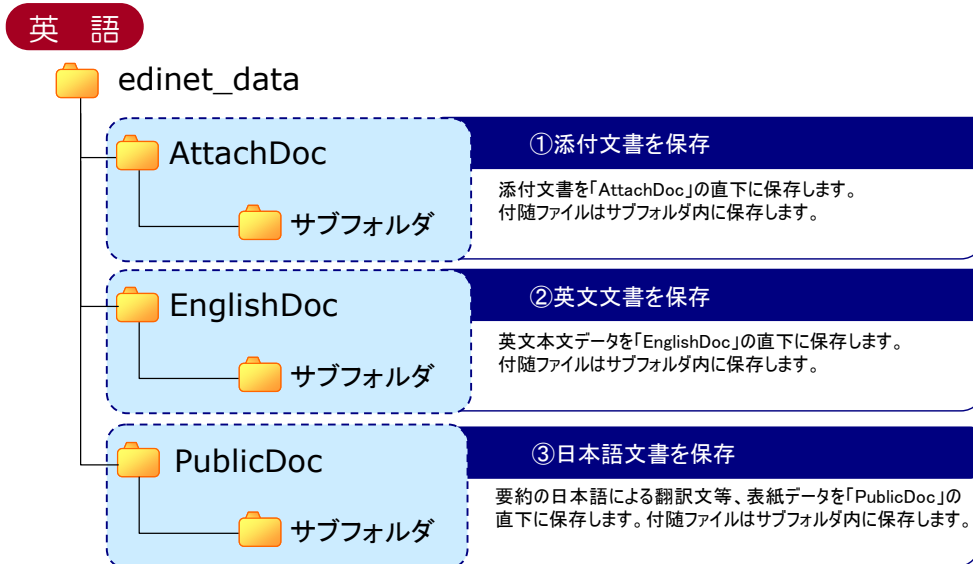 英 語
edinet_data
AttachDoc
サブフォルダ
①添付文書を保存
添付文書を「AttachDoc」の直下に保存します。
付随ファイルはサブフォルダ内に保存します。
EnglishDoc
サブフォルダ
②英文文書を保存
英文本文データを「EnglishDoc」の直下に保存します。
付随ファイルはサブフォルダ内に保存します。
PublicDoc
サブフォルダ
③日本語文書を保存
要約の日本語による翻訳文等、表紙データを「PublicDoc」の
直下に保存します。付随ファイルはサブフォルダ内に保存します。